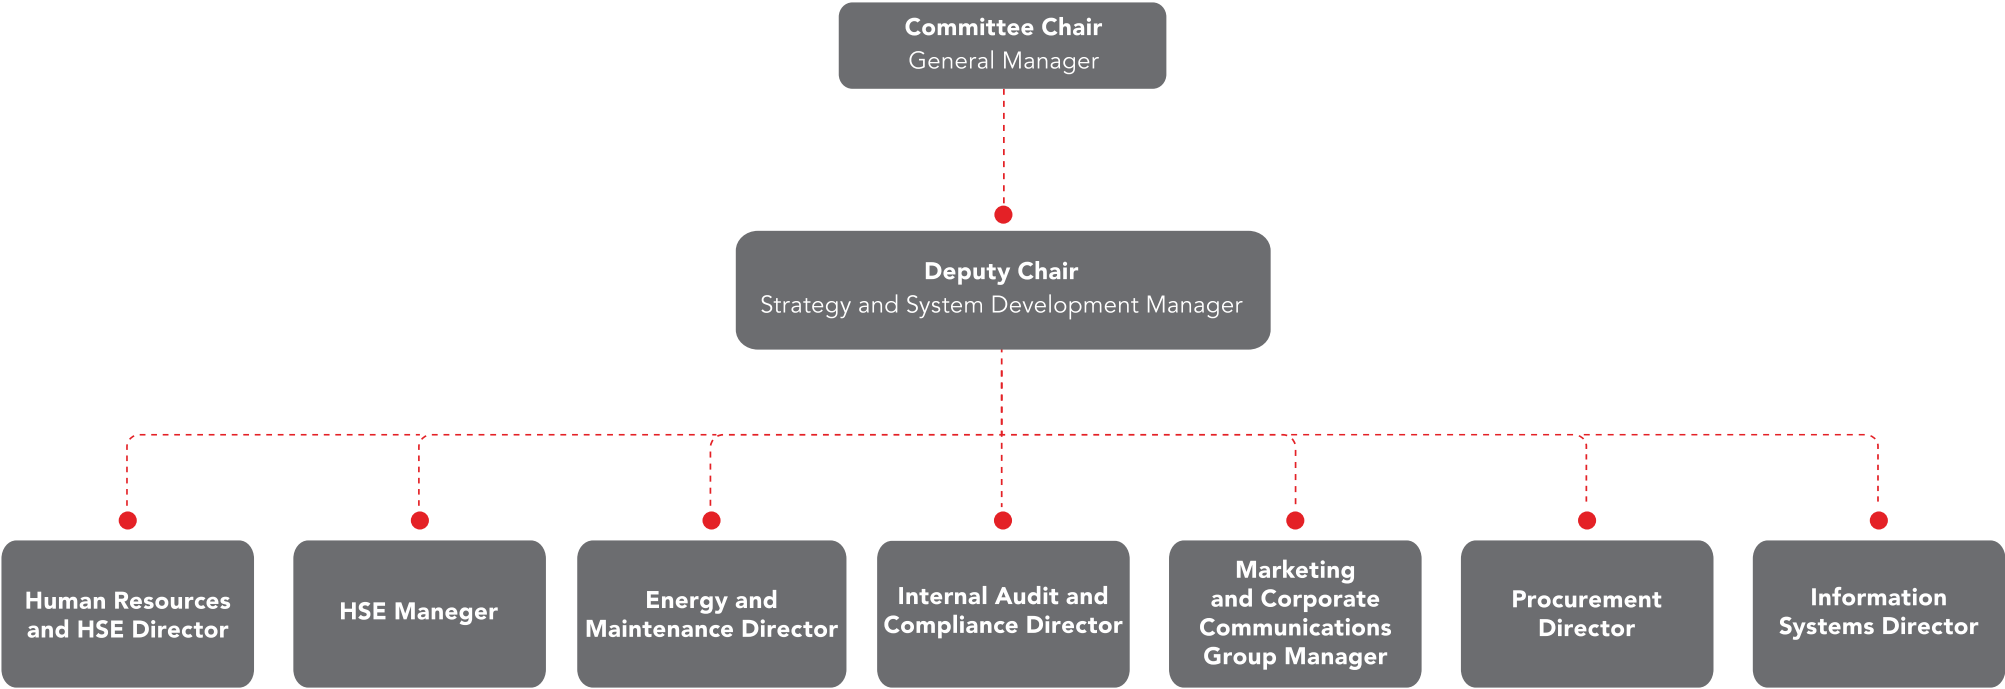 Committee Chair
General Manager
Deputy Chair
Strategy and System Development Manager
Human Resources
and HSE Director
HSE Maneger
Energy and
Maintenance Director
Internal Audit and
Compliance Director
Marketing
and Corporate
Communications
Group Manager
Procurement
Director
Information
Systems Director